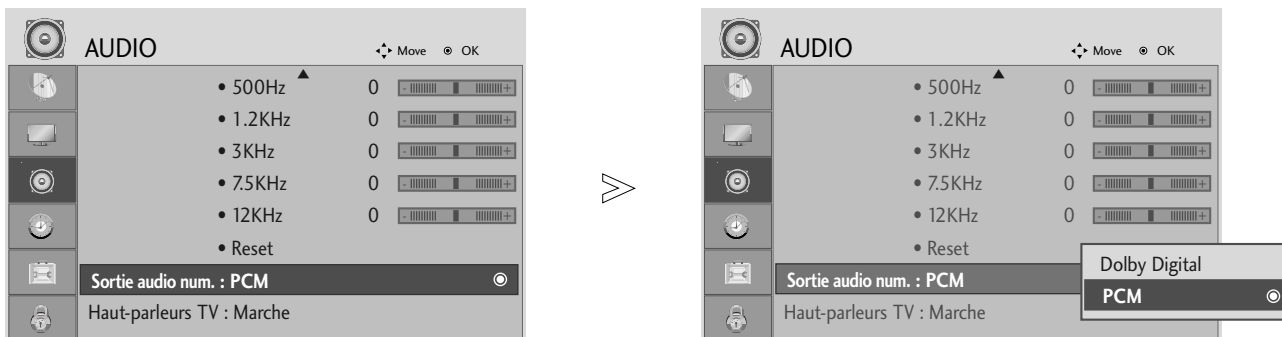 AUDIO
Move OK
• 500Hz 0 - +
• 1.2KHz 0 - +
• 3KHz 0 - +
• 7.5KHz 0 - +
• 12KHz 0 - +
• Reset
Sortie audio num. : PCM
Haut-parleurs TV : Marche
AUDIO
Move OK
• 500Hz 0 - +
• 1.2KHz 0 - +
• 3KHz 0 - +
• 7.5KHz 0 - +
• 12KHz 0 - +
• Reset
Sortie audio num. : PCM
Haut-parleurs TV : Marche
Dolby Digital
PCM